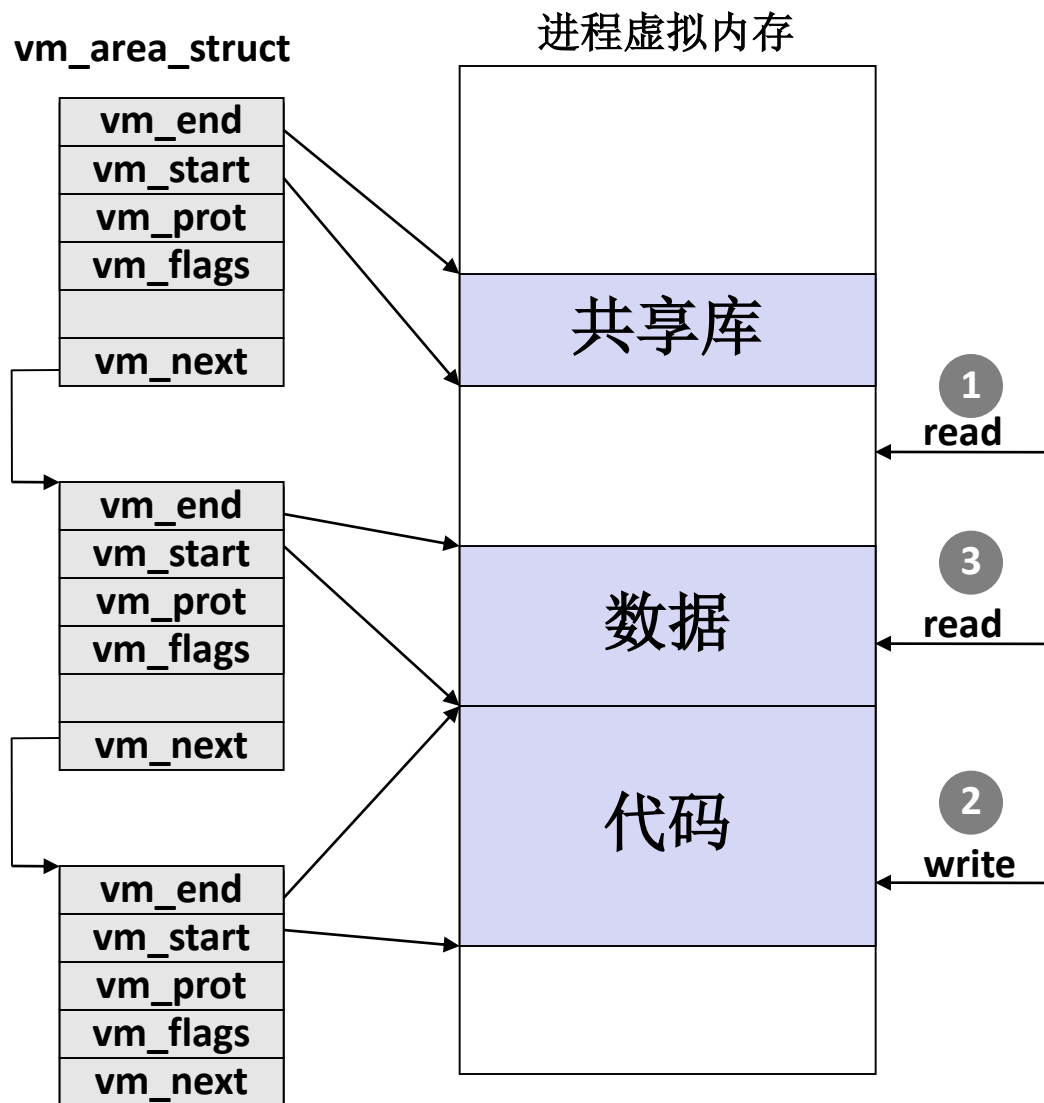 进程虚拟内存
vm_area_struct
vm_end
vm_start
vm_prot
vm_flags
vm_next
vm_end
vm_start
vm_prot
vm_flags
vm_next
vm_end
vm_start
vm_prot
vm_flags
vm_next
共享库
数据
代码
1
read
3
read
2
write